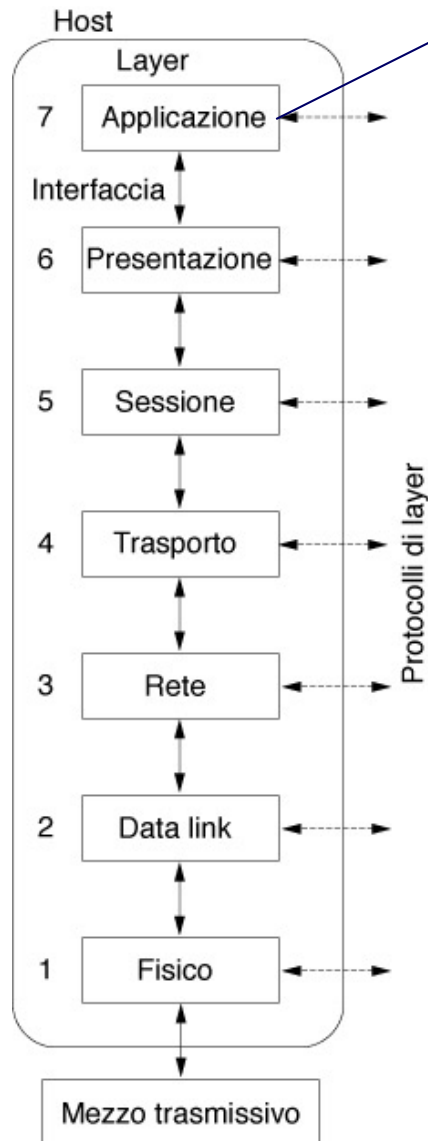 Host
Layer
7 Applicazione
Interfaccia
6 Presentazione
5 Sessione
4 Trasporto
3 Rete
2 Data link
1 Fisico
Mezzo trasmissivo
Protocolli di layer